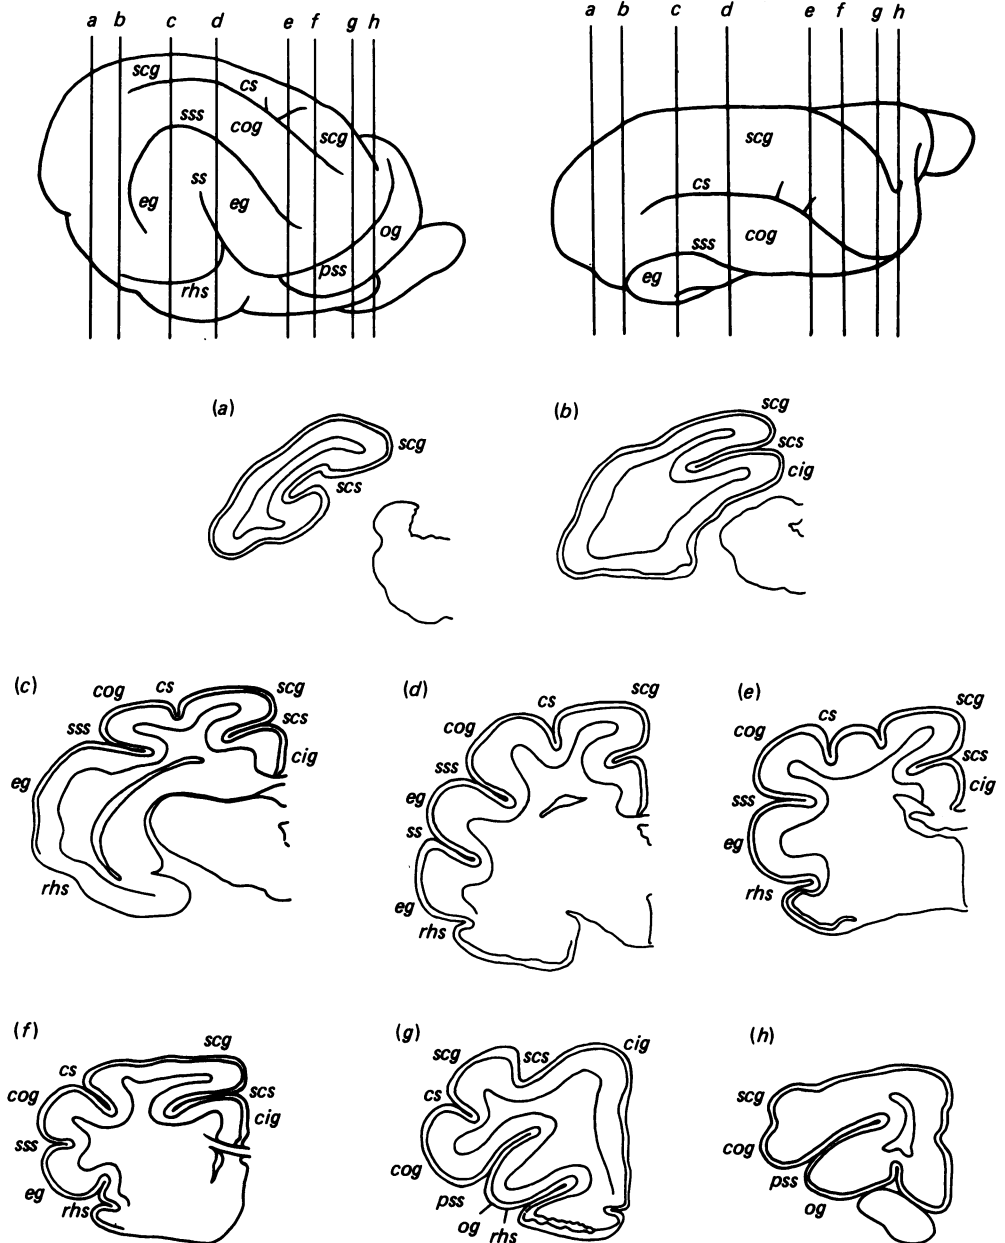 a b c d e f g h
scg
cs
sss
cog
scg
ss
eg
eg
og
pss
rhs
a b c d e f g h
scg
cs
sss
cog
eg
(a)
scg
scs
(b)
scg
scs
cig
(c)
cog
cs
scg
sss
scs
eg
cig
rhs
(d)
cs
scg
cog
sss
eg
ss
eg
rhs
(e)
scg
cs
cog
scs
cig
sss
eg
rhs
(f)
scg
cs
cog
scs
cig
sss
eg
rhs
(g)
scg
scs
cig
cs
cog
pss
og
rhs
(h)
scg
cog
pss
og